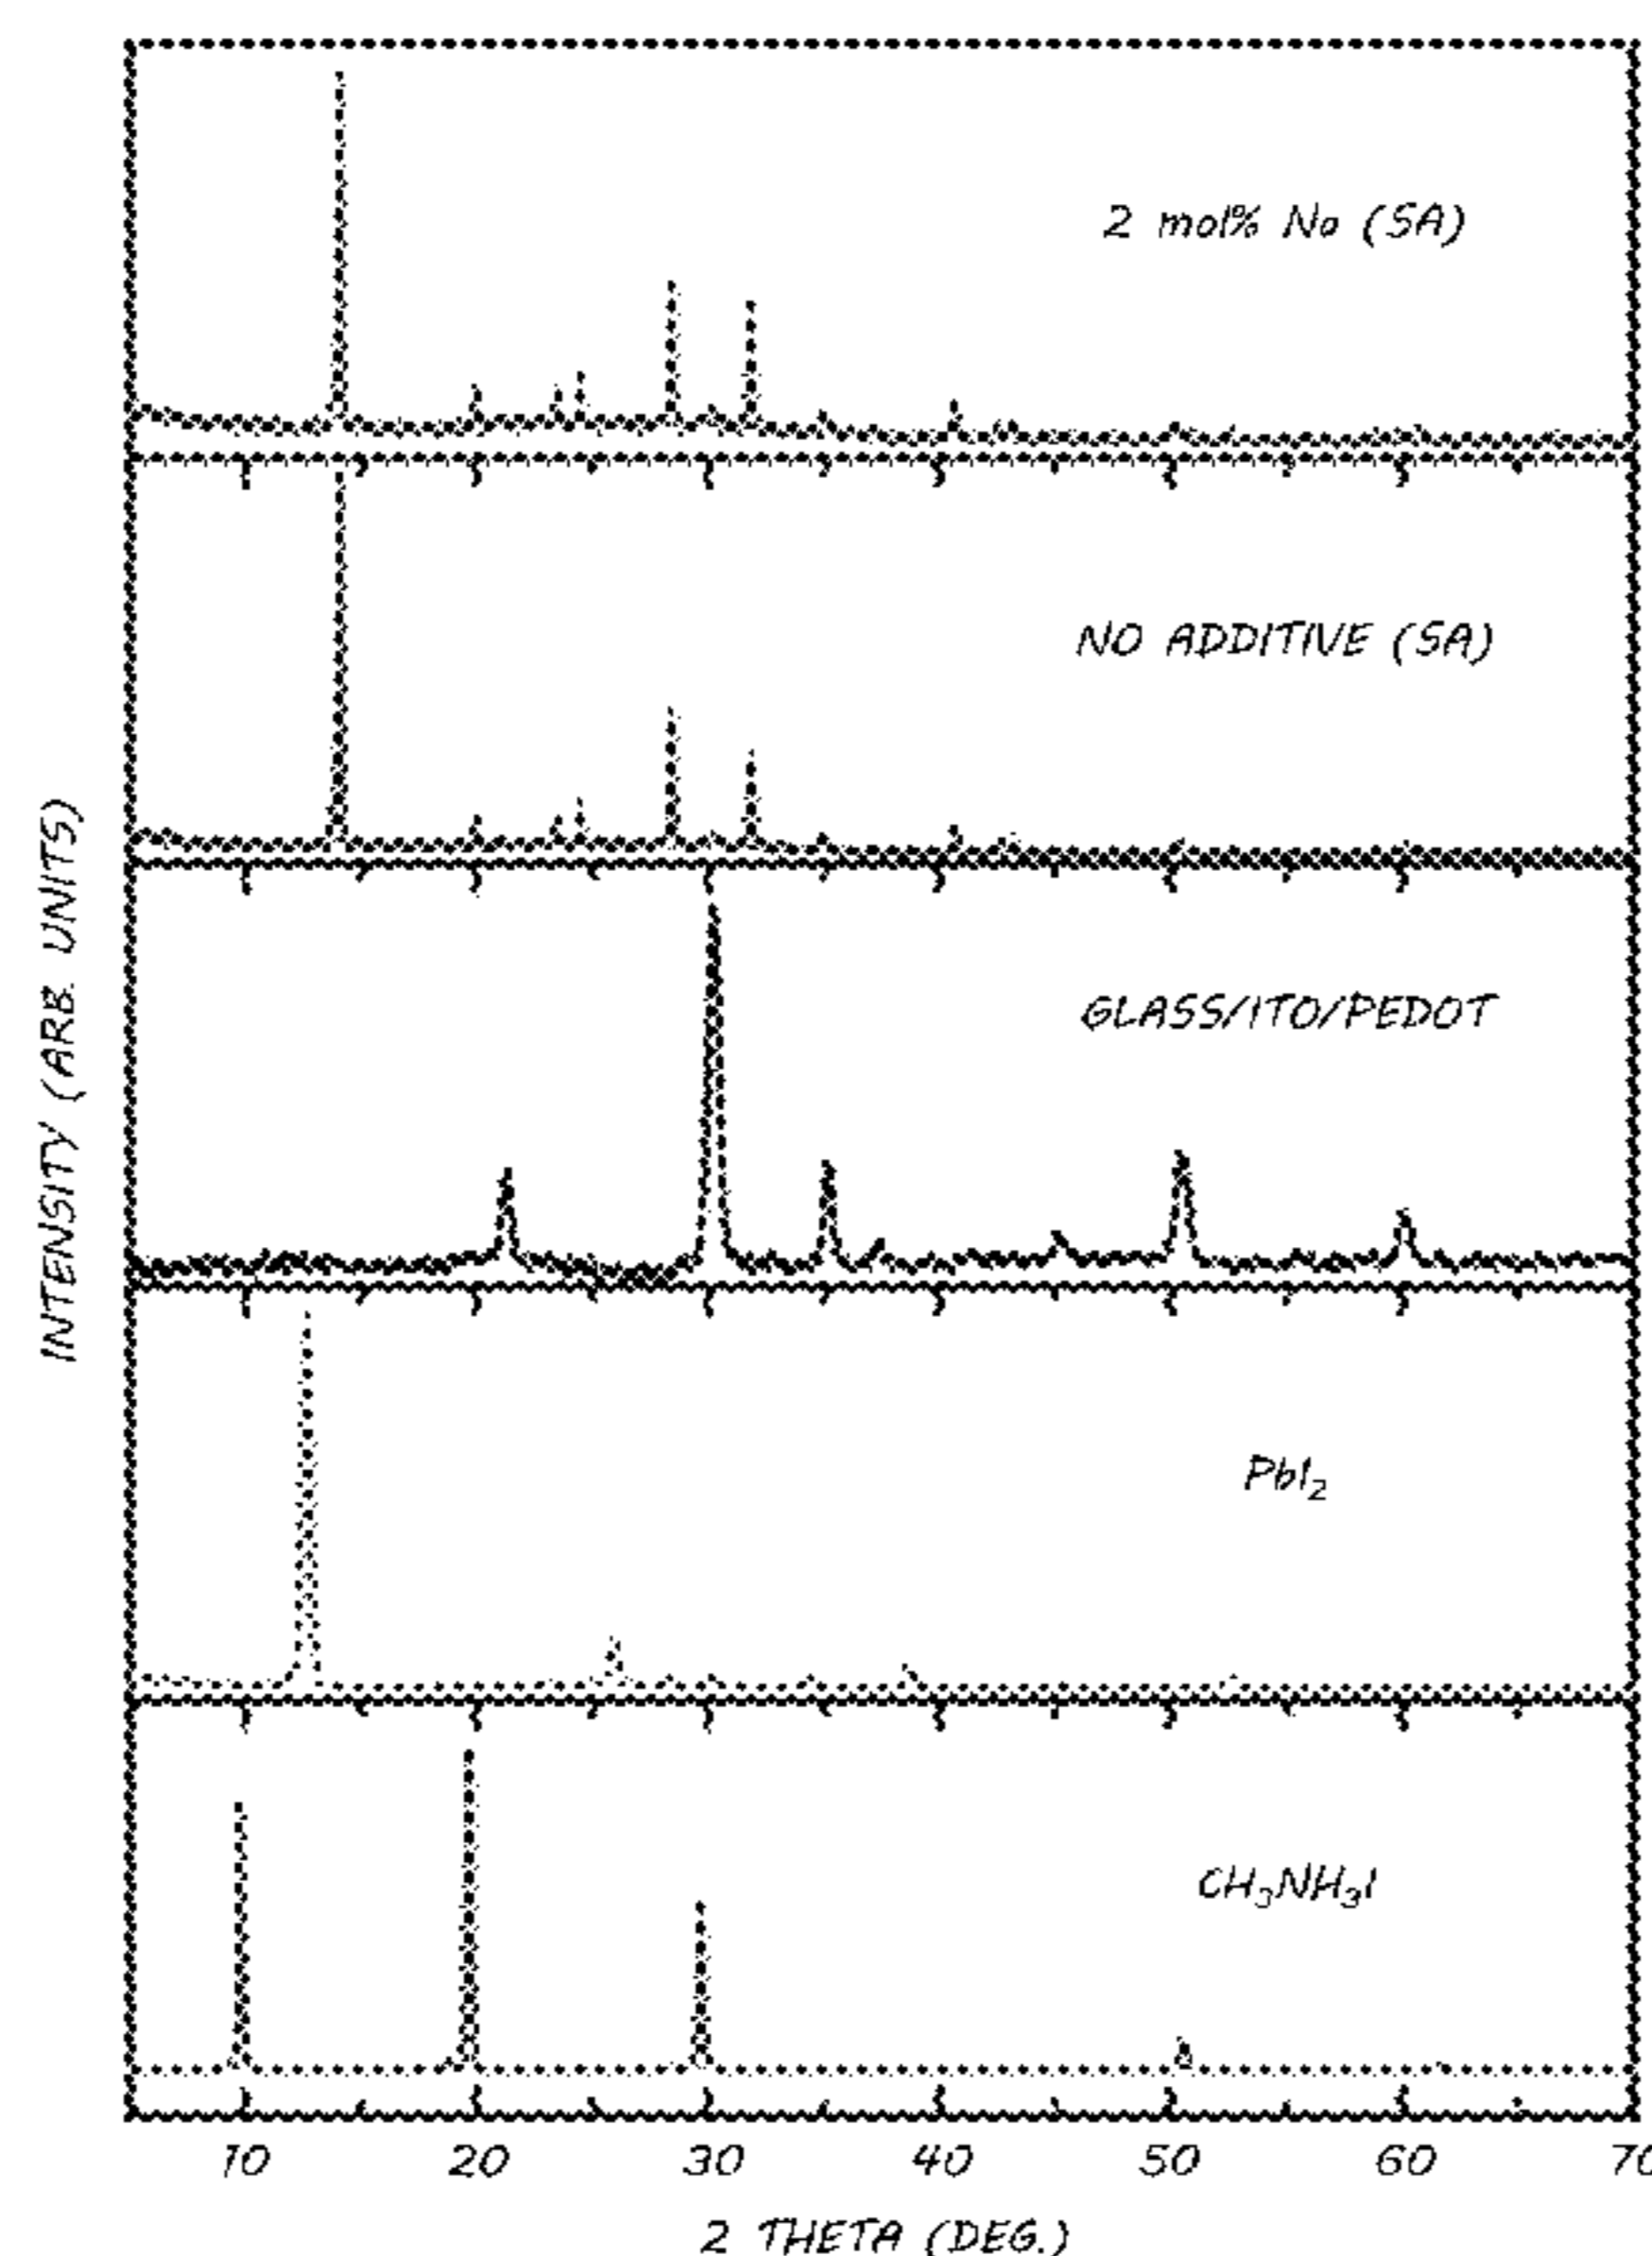 2 mol% No (SA)
NO ADDITIVE (SA)
GLASS/ITO/PEDOT
PbI₂
CH₃NH₃I
INTENSITY (ARB. UNITS)
10 20 30 40 50 60 70
2 THETA (DEG.)